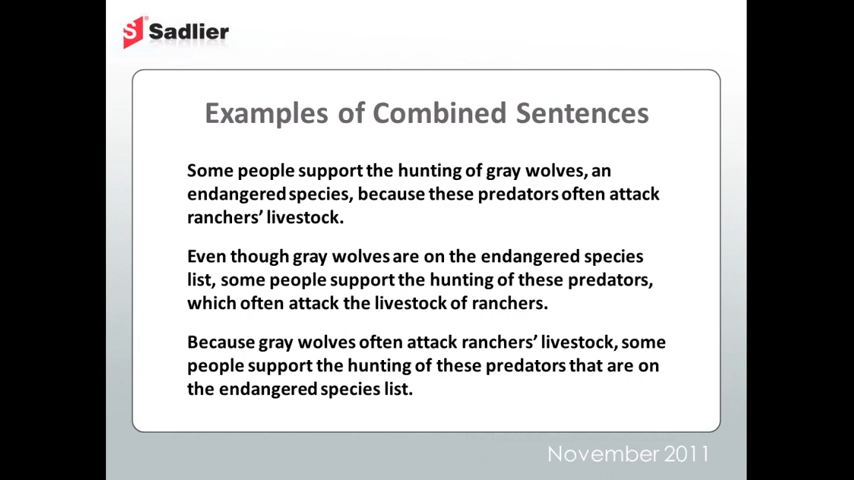 Sadlier
Examples of Combined Sentences
Some people support the hunting of gray wolves, an
endangered species, because these predators often attack
ranchers’ livestock.
Even though gray wolves are on the endangered species
list, some people support the hunting of these predators,
which often attack the livestock of ranchers.
Because gray wolves often attack ranchers’ livestock, some
people support the hunting of these predators that are on
the endangered species list.
November 2011